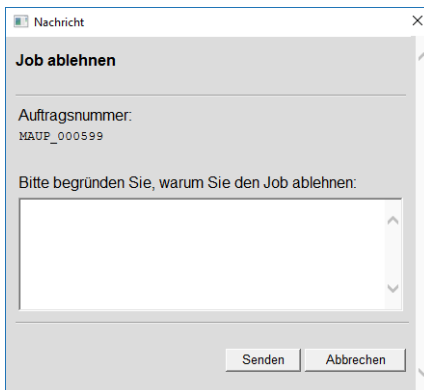 Nachricht
Job ablehnen
Auftragsnummer:
MAUP_000599
Bitte begründen Sie, warum Sie den Job ablehnen:
Senden Abbrechen